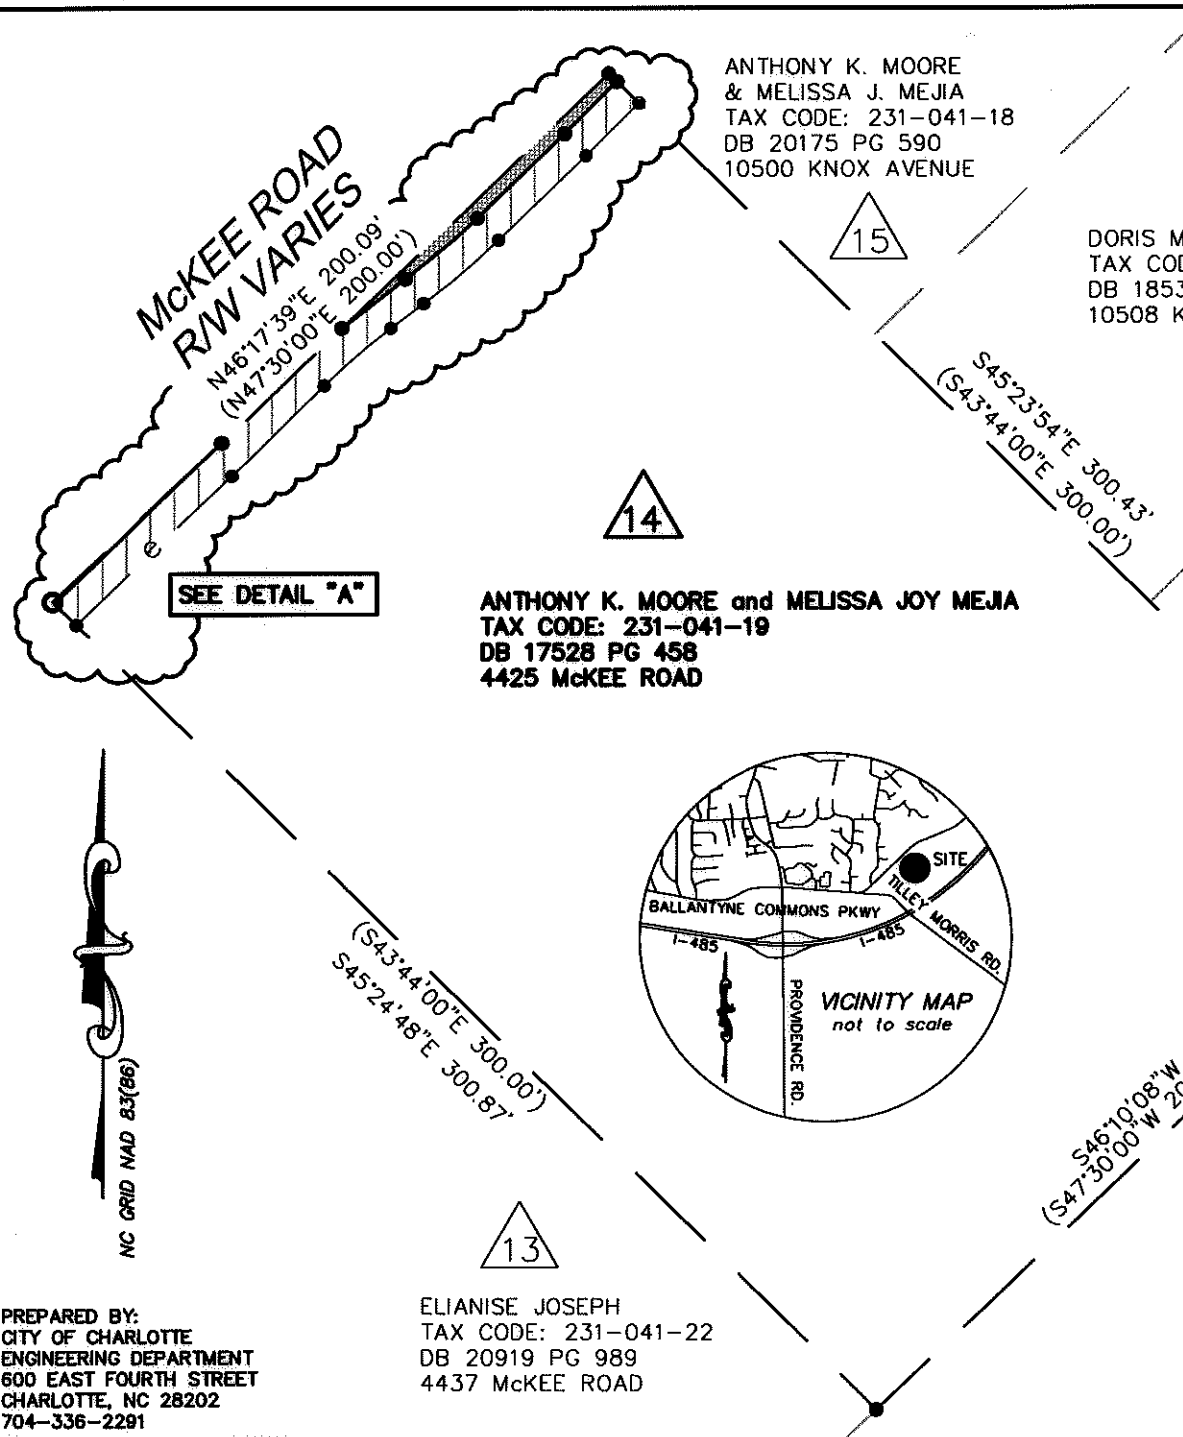 ANTHONY K. MOORE
& MELISSA J. MEJIA
TAX CODE: 231-041-18
DB 20175 PG 590
10500 KNOX AVENUE
15
DORIS M
TAX COD
DB 1853
10508 K
McKEE ROAD
R/W VARIES
N46°17'39"E 200.09'
(N47°30'00"E 200.00')
S45°23'54"E 300.43'
(S43°44'00"E 300.00')
14
e
SEE DETAIL "A"
ANTHONY K. MOORE and MELISSA JOY MEJIA
TAX CODE: 231-041-19
DB 17528 PG 458
4425 McKEE ROAD
SITE
TILLEY MORRIS RD.
BALLANTYNE COMMONS PKWY
I-485
I-485
PROVIDENCE RD.
VICINITY MAP
not to scale
(S43°44'00"E 300.00')
S45°24'48"E 300.87'
NC GRID NAD 83(86)
S46°10'08"W
(S47°30'00"W 20
13
ELIANISE JOSEPH
TAX CODE: 231-041-22
DB 20919 PG 989
4437 McKEE ROAD
PREPARED BY:
CITY OF CHARLOTTE
ENGINEERING DEPARTMENT
600 EAST FOURTH STREET
CHARLOTTE, NC 28202
704-336-2291